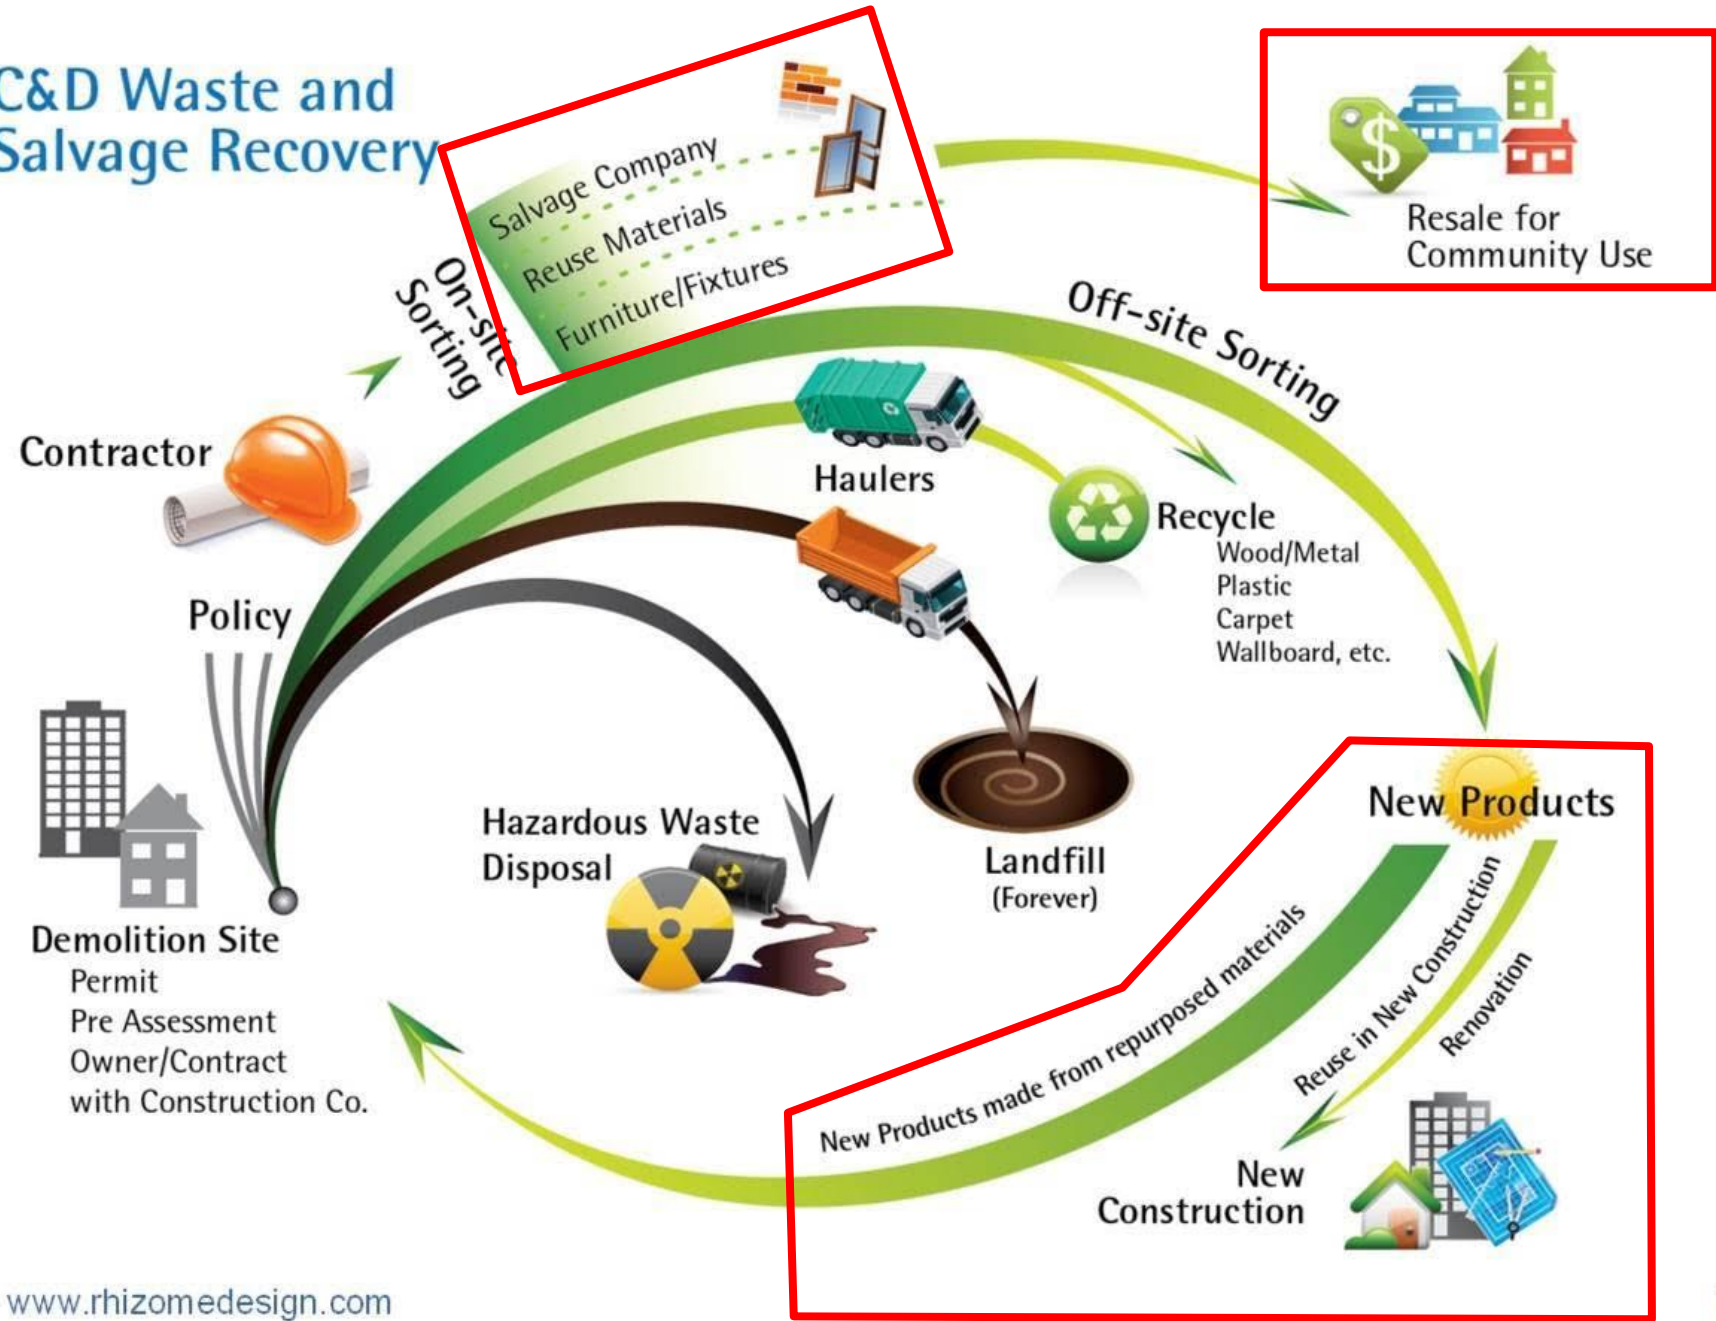 C&D Waste and
Salvage Recovery
Salvage Company
Reuse Materials
Furniture/Fixtures
On-site
Sorting
$
Resale for
Community Use
Off-site Sorting
Contractor
Haulers
Recycle
Wood/Metal
Plastic
Carpet
Wallboard, etc.
Policy
Hazardous Waste
Disposal
Landfill
(Forever)
New Products
Demolition Site
Permit
Pre Assessment
Owner/Contract
with Construction Co.
New Products made from repurposed materials
Reuse in New Construction
Renovation
New
Construction
www.rhizomedesign.com